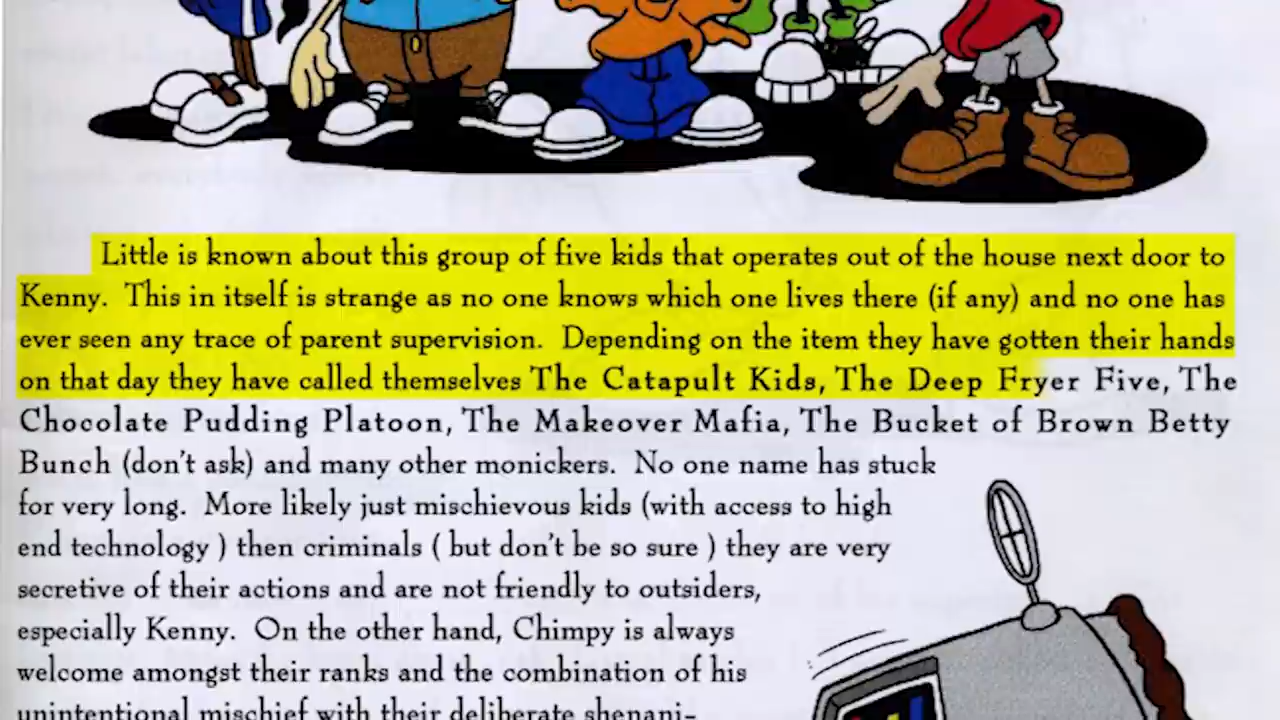 Little is known about this group of five kids that operates out of the house next door to
Kenny. This in itself is strange as no one knows which one lives there (if any) and no one has
ever seen any trace of parent supervision. Depending on the item they have gotten their hands
on that day they have called themselves The Catapult Kids, The Deep Fryer Five, The
Chocolate Pudding Platoon, The Makeover Mafia, The Bucket of Brown Betty
Bunch (don't ask) and many other monickers. No one name has stuck
for very long. More likely just mischievous kids (with access to high
end technology ) then criminals ( but don't be so sure ) they are very
secretive of their actions and are not friendly to outsiders,
especially Kenny. On the other hand, Chimpy is always
welcome amongst their ranks and the combination of his
unintentional mischief with their deliberate shenani-